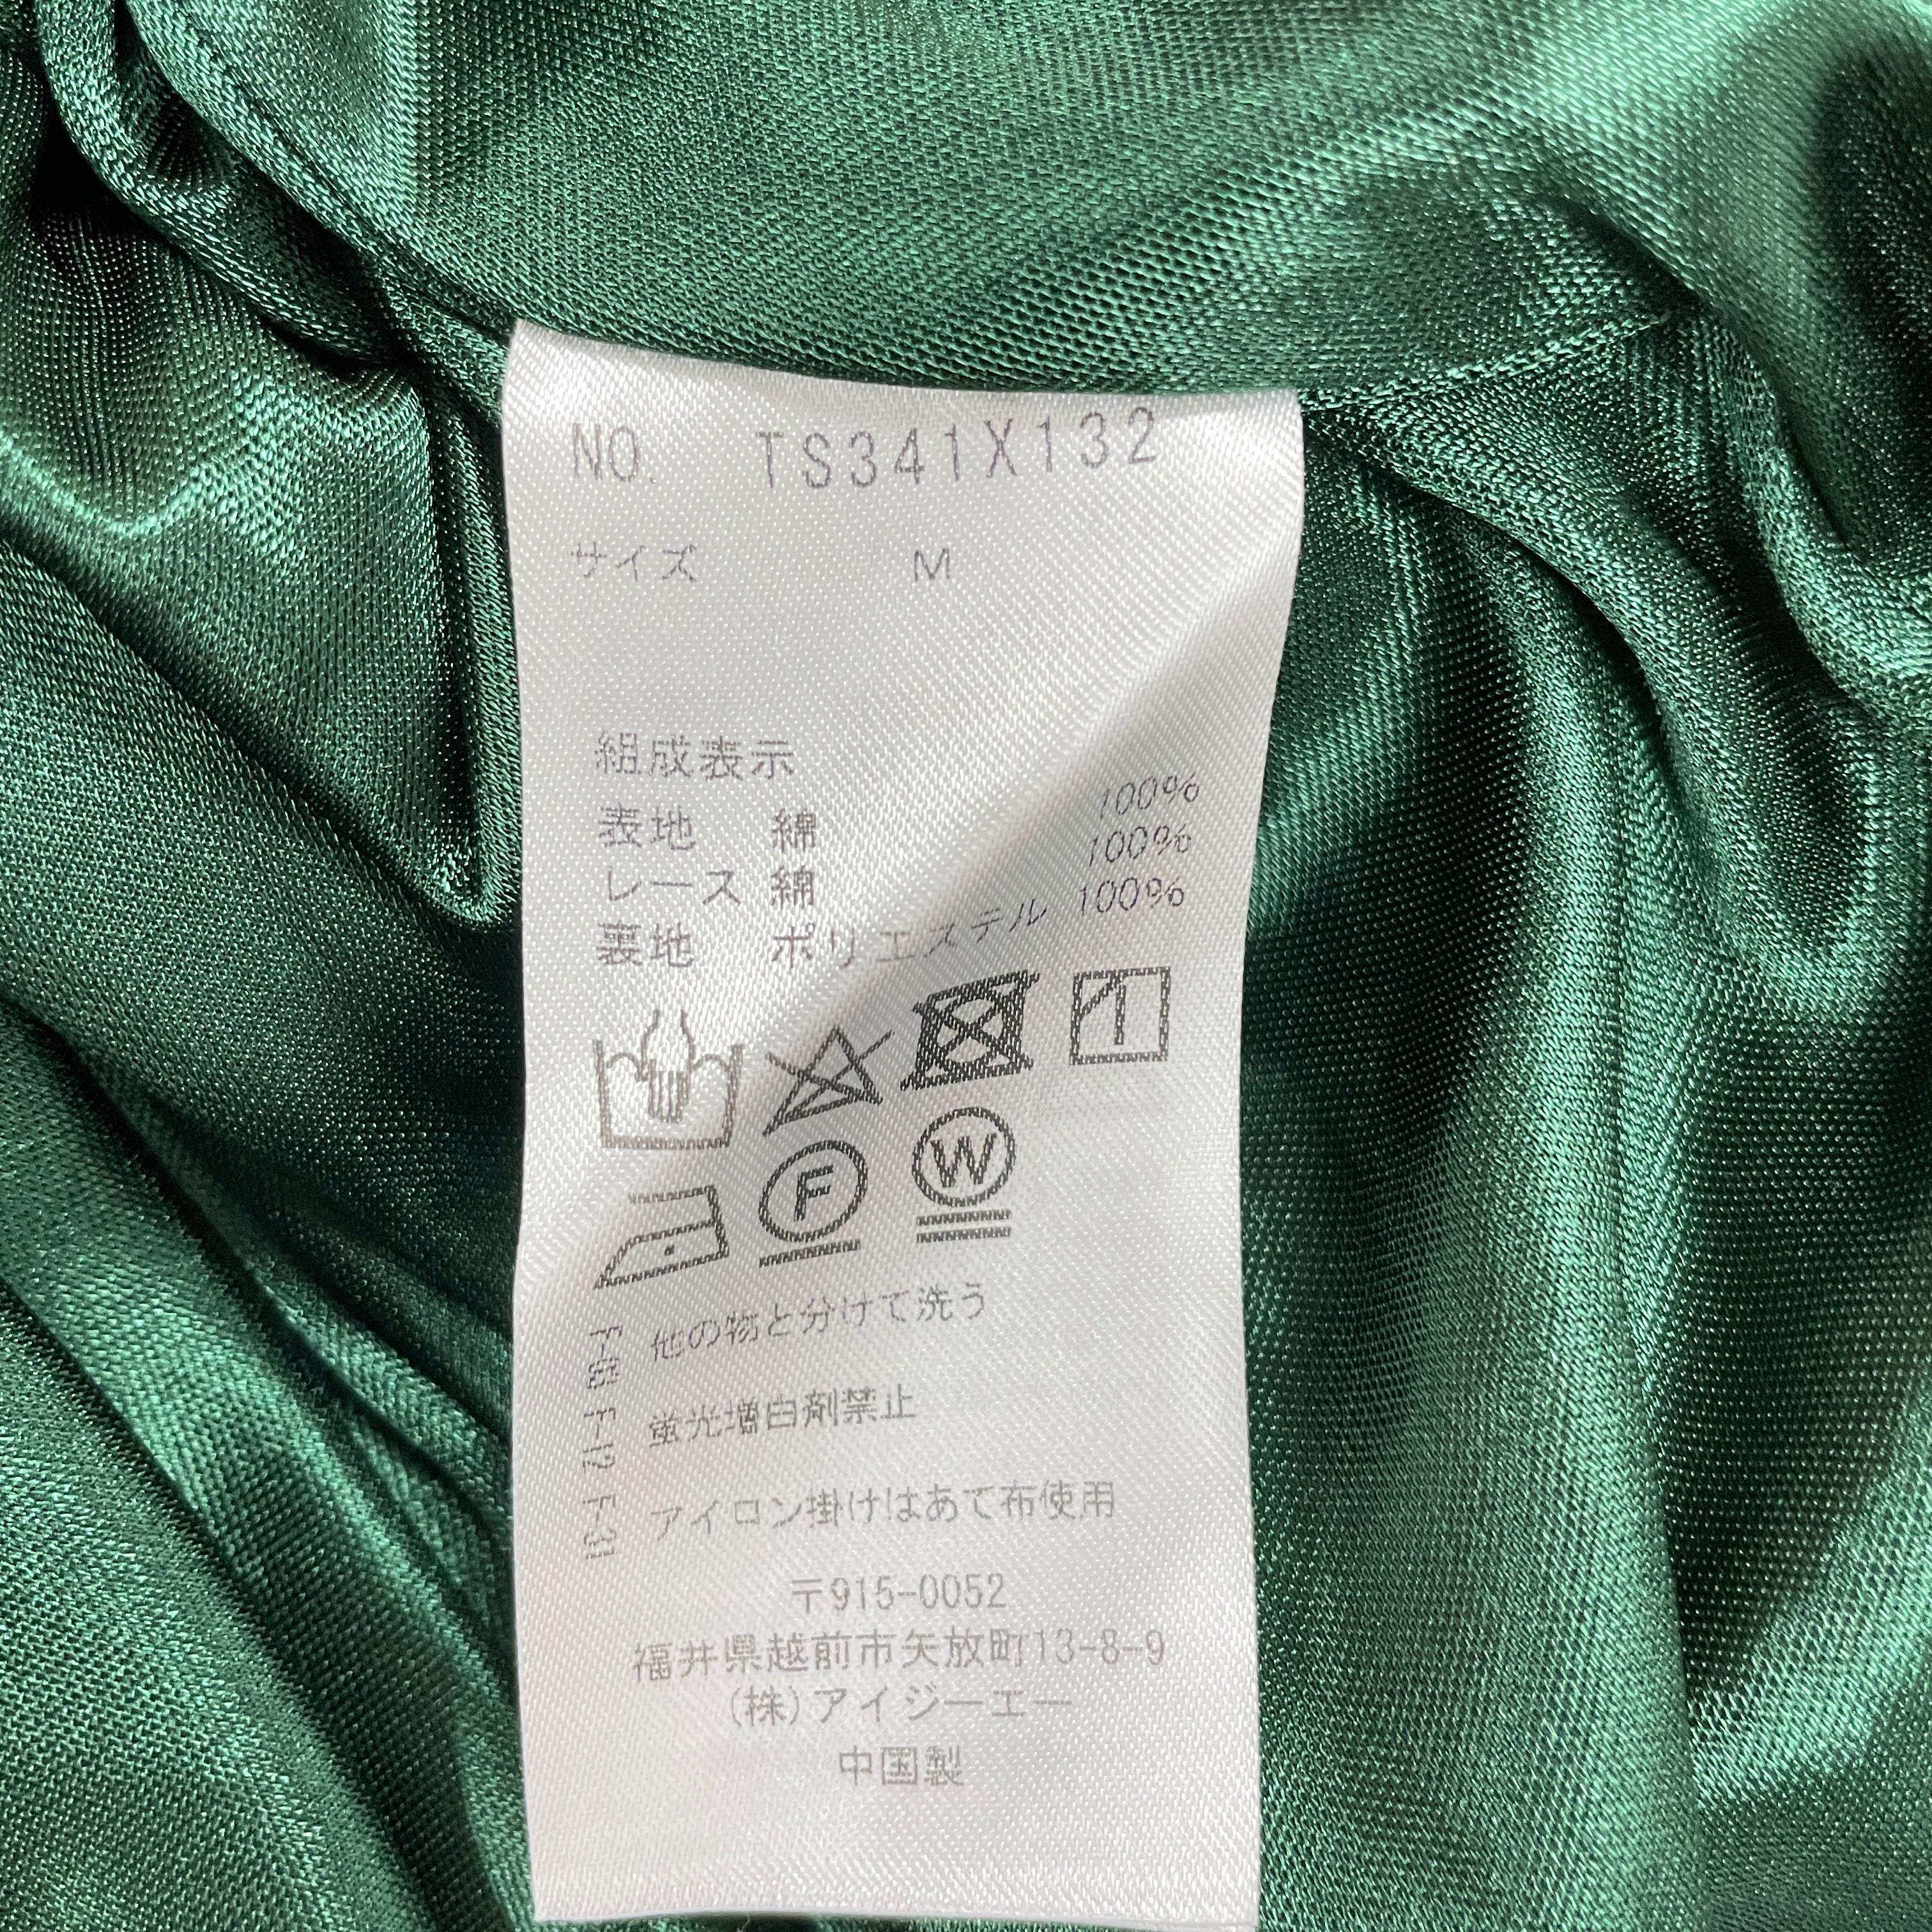 NO. TS341X132
サイズ M
組成表示
表地 綿 100%
レース 綿 100%
裏地 ポリエステル 100%
F
W
他の物と分けて洗う
蛍光増白剤禁止
アイロン掛けはあて布使用
〒915-0052
福井県越前市矢放町13-8-9
(株)アイジーエー
中国製